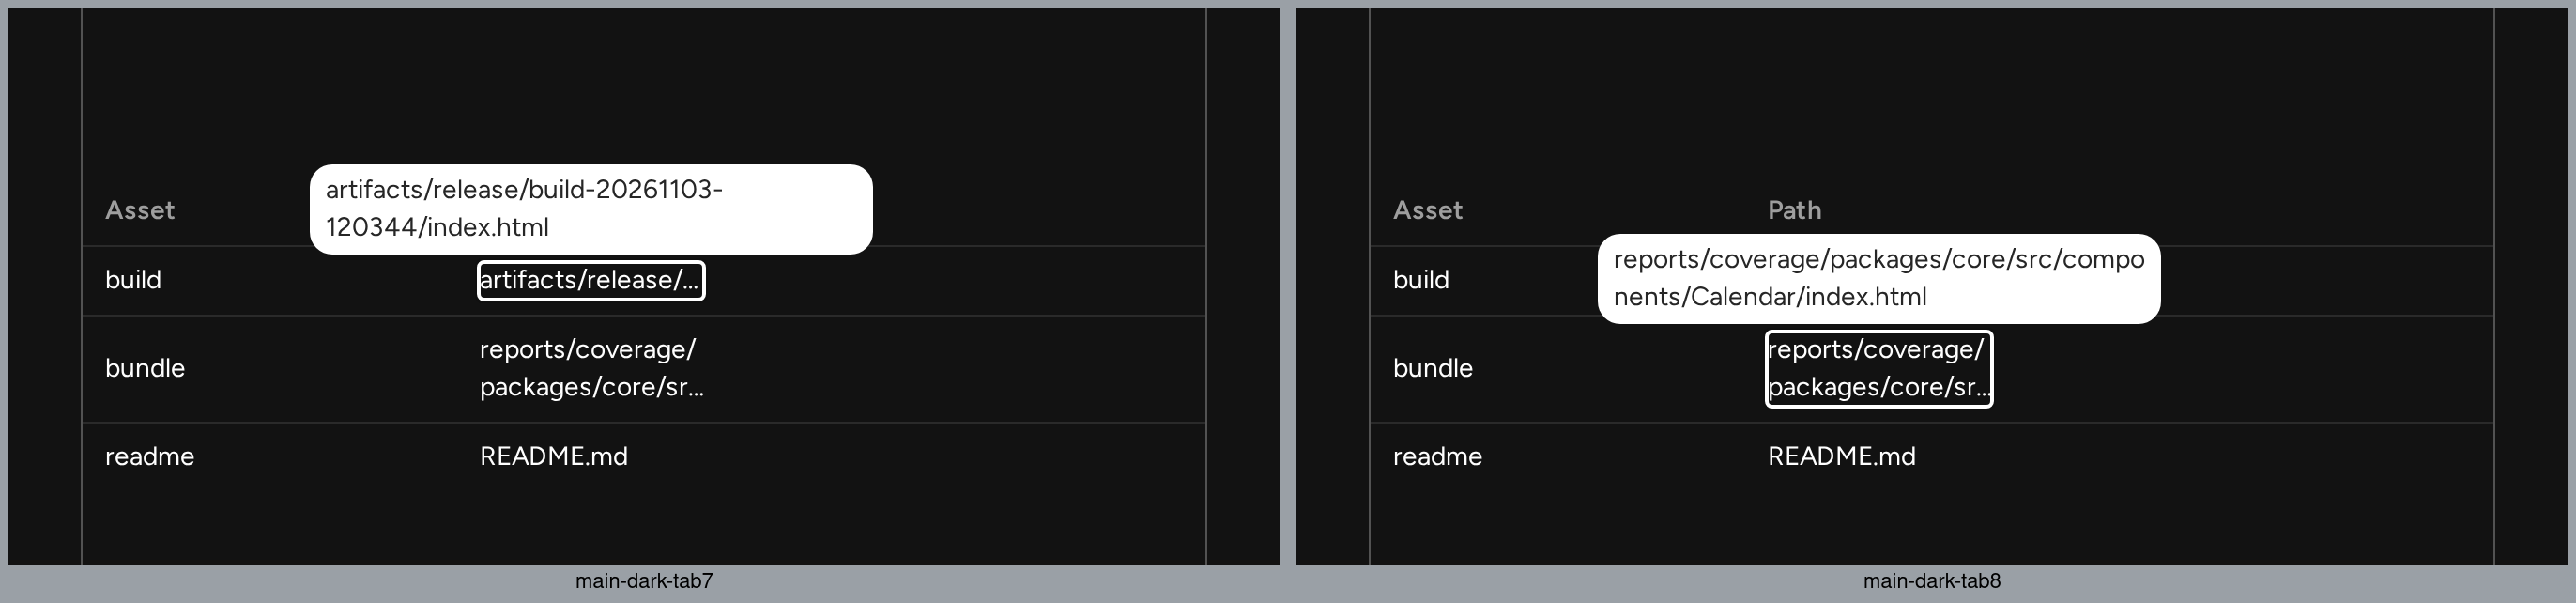 artifacts/release/build-20261103-
120344/index.html
Asset
build
artifacts/release/...
bundle
reports/coverage/
packages/core/sr...
readme
README.md
main-dark-tab7
Asset
Path
reports/coverage/packages/core/src/compo
nents/Calendar/index.html
build
bundle
reports/coverage/
packages/core/sr...
readme
README.md
main-dark-tab8